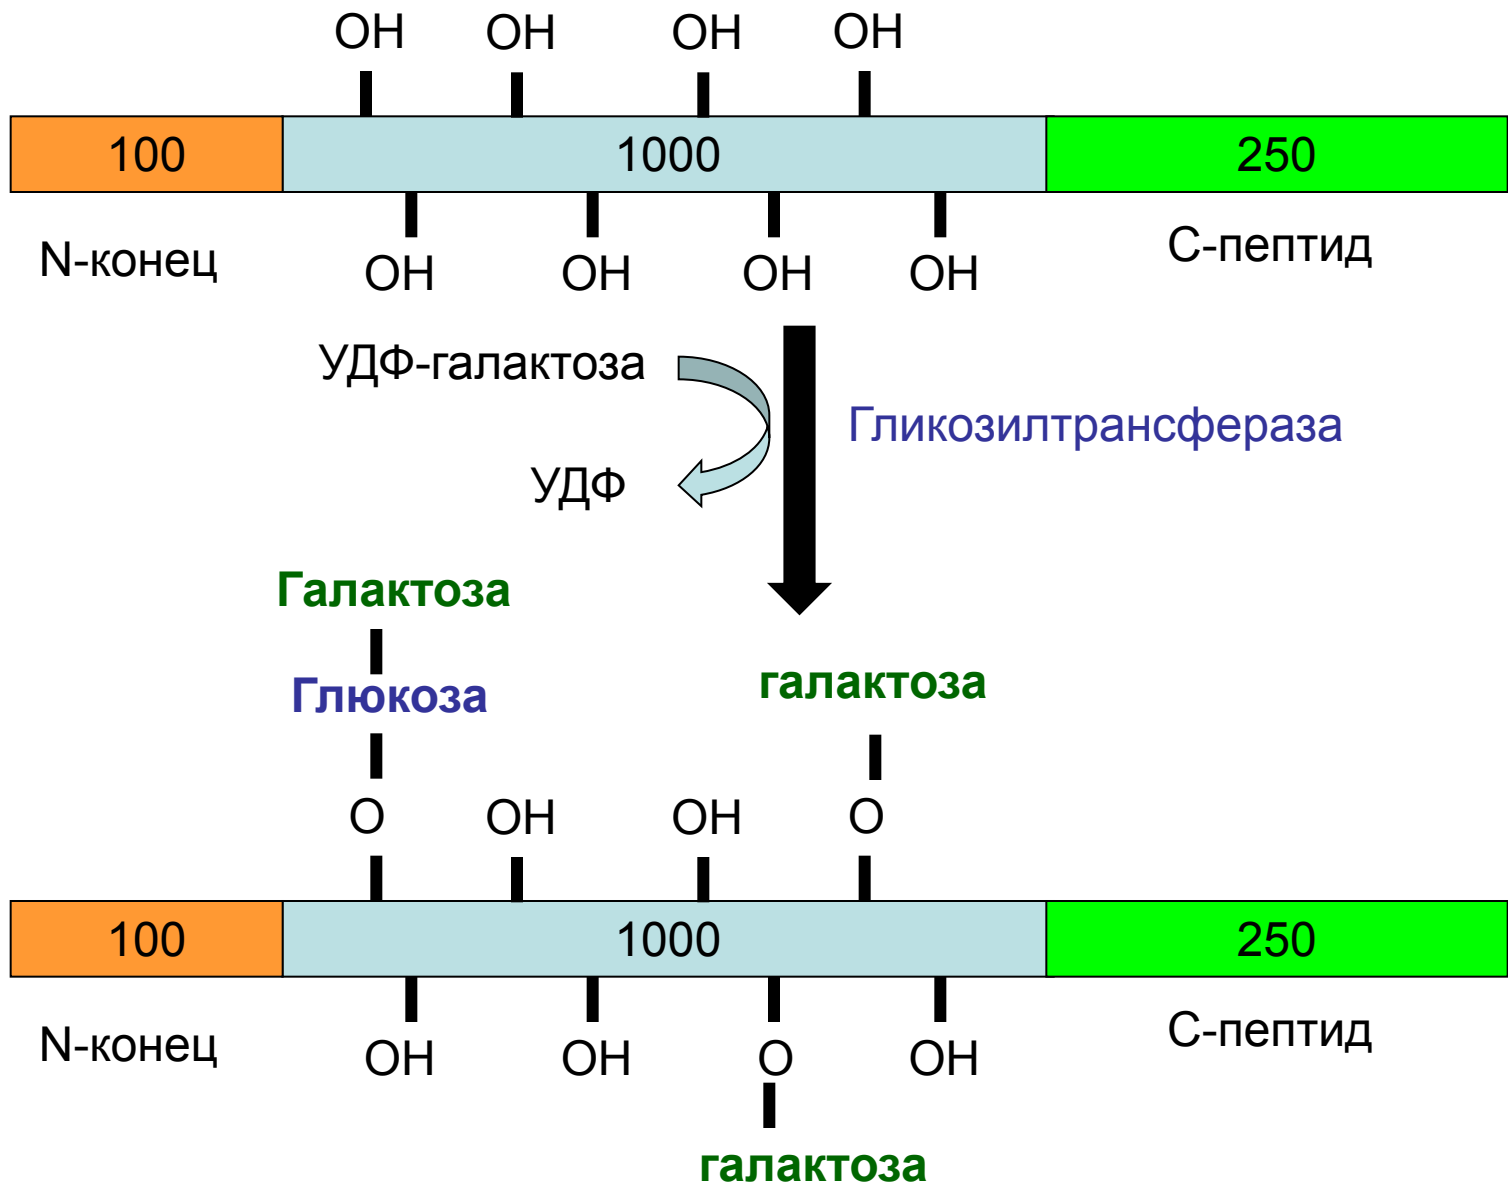 OH OH OH OH
100 1000 250
N-конец OH OH OH OH С-пептид
УДФ-галактоза
Гликозилтрансфераза
УДФ
Галактоза
Глюкоза галактоза
O OH OH O
100 1000 250
N-конец OH OH O OH С-пептид
галактоза